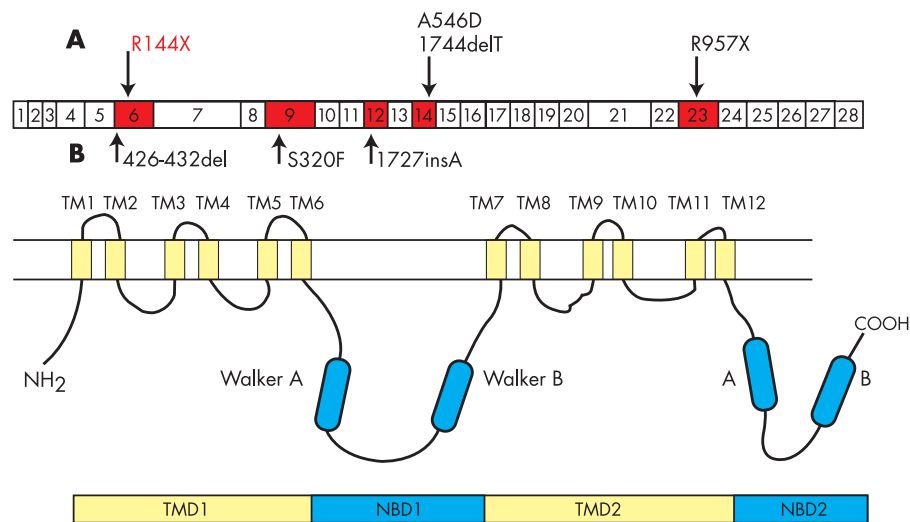 A
R144X
A546D
1744delT
R957X
1 2 3 4 5 6 7 8 9 10 11 12 13 14 15 16 17 18 19 20 21 22 23 24 25 26 27 28
B
426-432del
S320F
1727insA
TM1 TM2 TM3 TM4 TM5 TM6 TM7 TM8 TM9 TM10 TM11 TM12
COOH
NH2
Walker A
Walker B
A
B
TMD1
NBD1
TMD2
NBD2